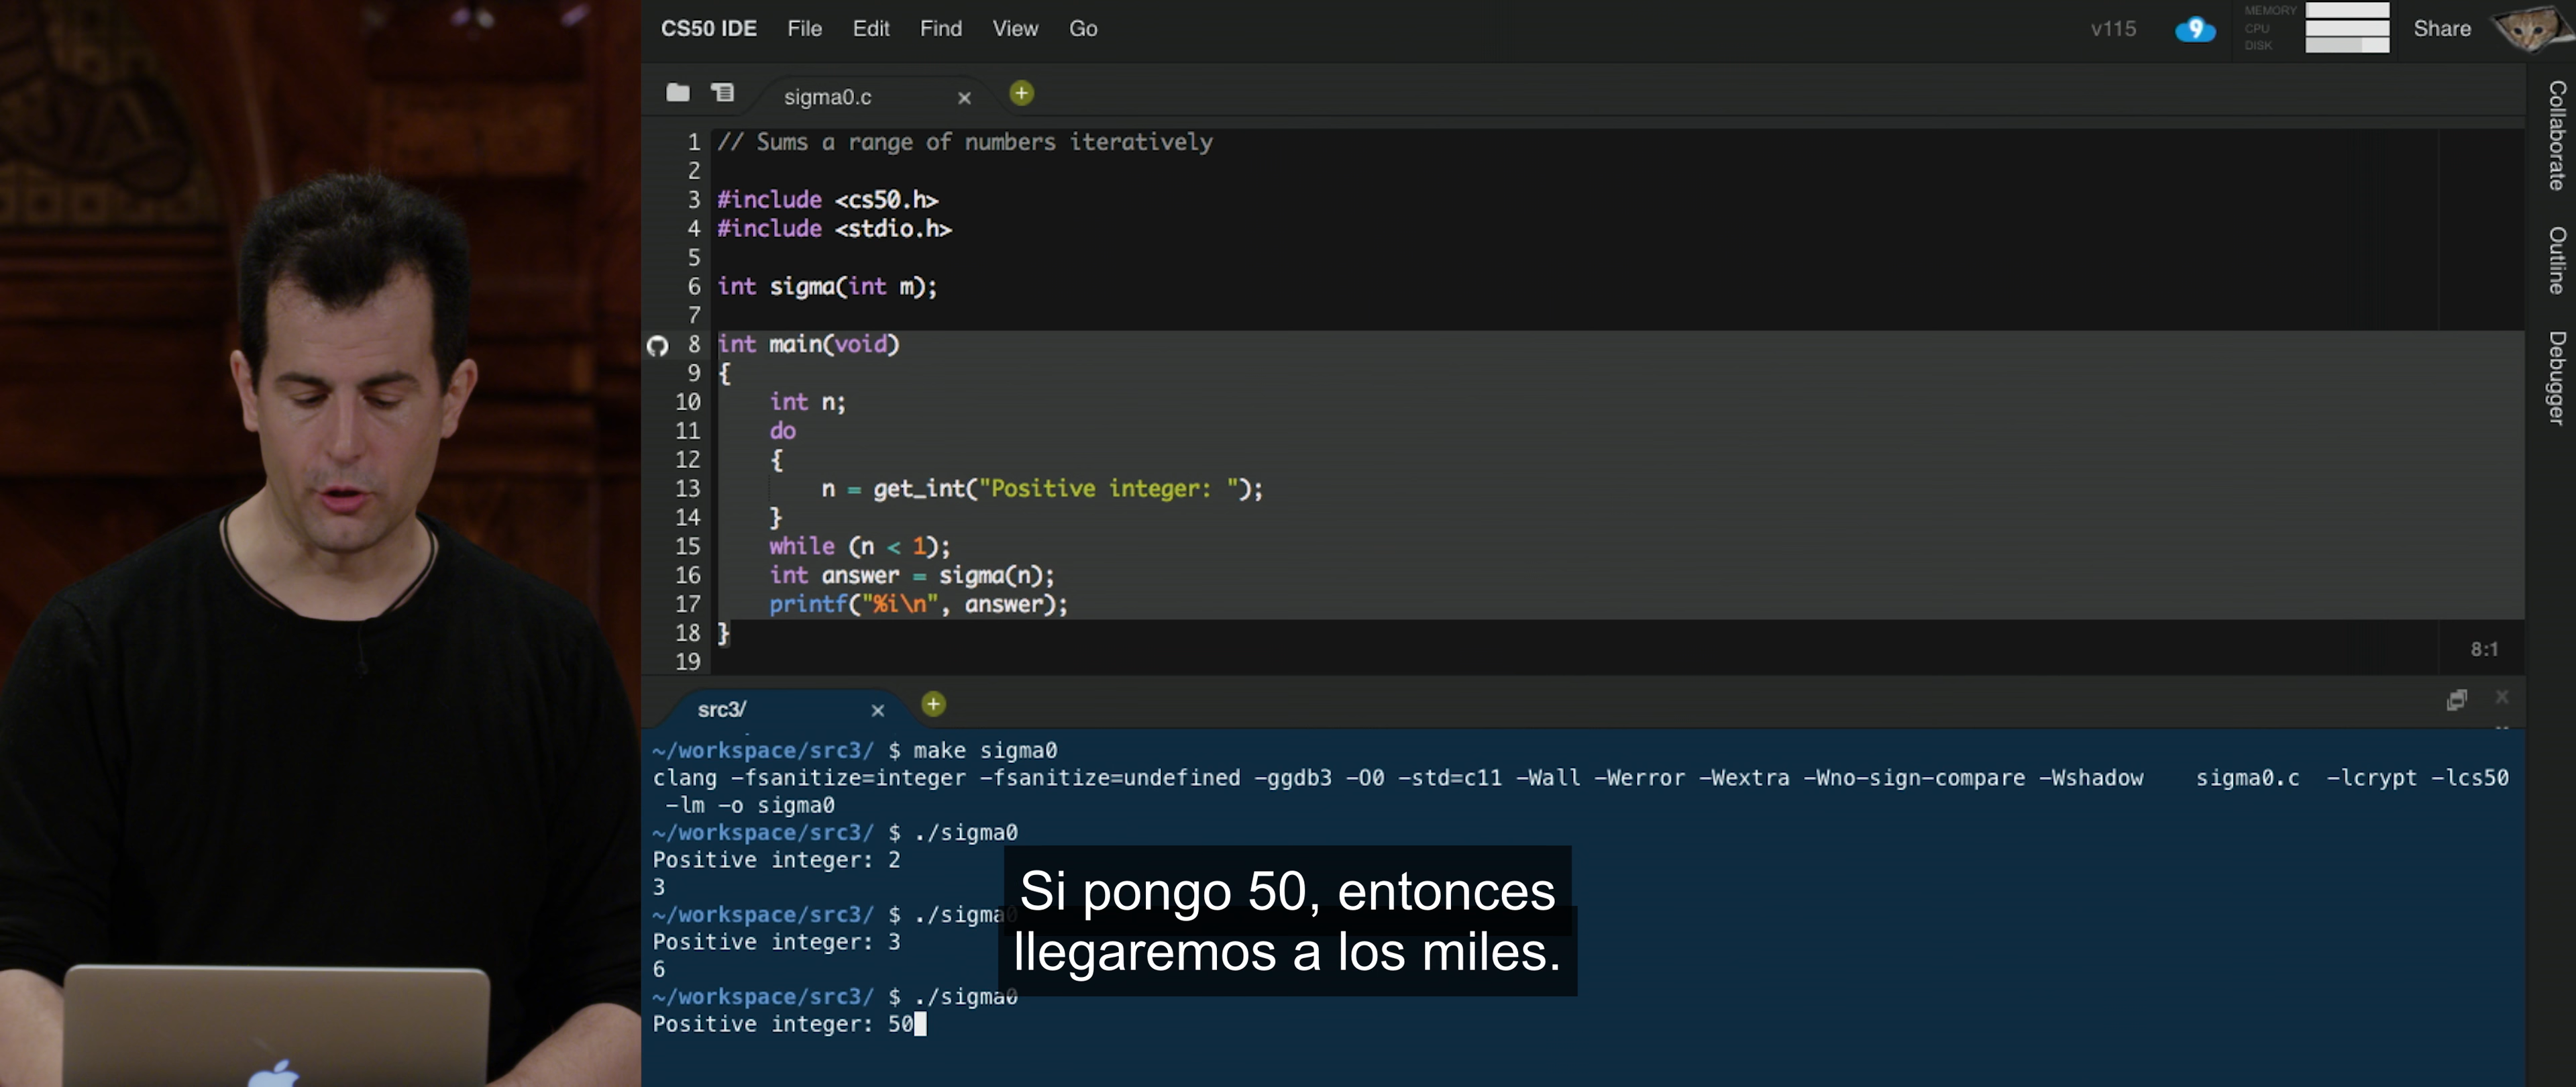 CS50 IDE File Edit Find View Go v115 9 MEMORY CPU DISK Share
sigma0.c
1 // Sums a range of numbers iteratively
2
3 #include <cs50.h>
4 #include <stdio.h>
5
6 int sigma(int m);
7
8 int main(void)
9 {
10 int n;
11 do
12 {
13 n = get_int("Positive integer: ");
14 }
15 while (n < 1);
16 int answer = sigma(n);
17 printf("%i\n", answer);
18 }
19
8:1
Collaborate
Outline
Debugger
src3/
~/workspace/src3/ $ make sigma0
clang -fsanitize=integer -fsanitize=undefined -ggdb3 -O0 -std=c11 -Wall -Werror -Wextra -Wno-sign-compare -Wshadow sigma0.c -lcrypt -lcs50
-lm -o sigma0
~/workspace/src3/ $ ./sigma0
Positive integer: 2
3
~/workspace/src3/ $ ./sigma0
Positive integer: 3
6
~/workspace/src3/ $ ./sigma0
Positive integer: 50
Si pongo 50, entonces
llegaremos a los miles.